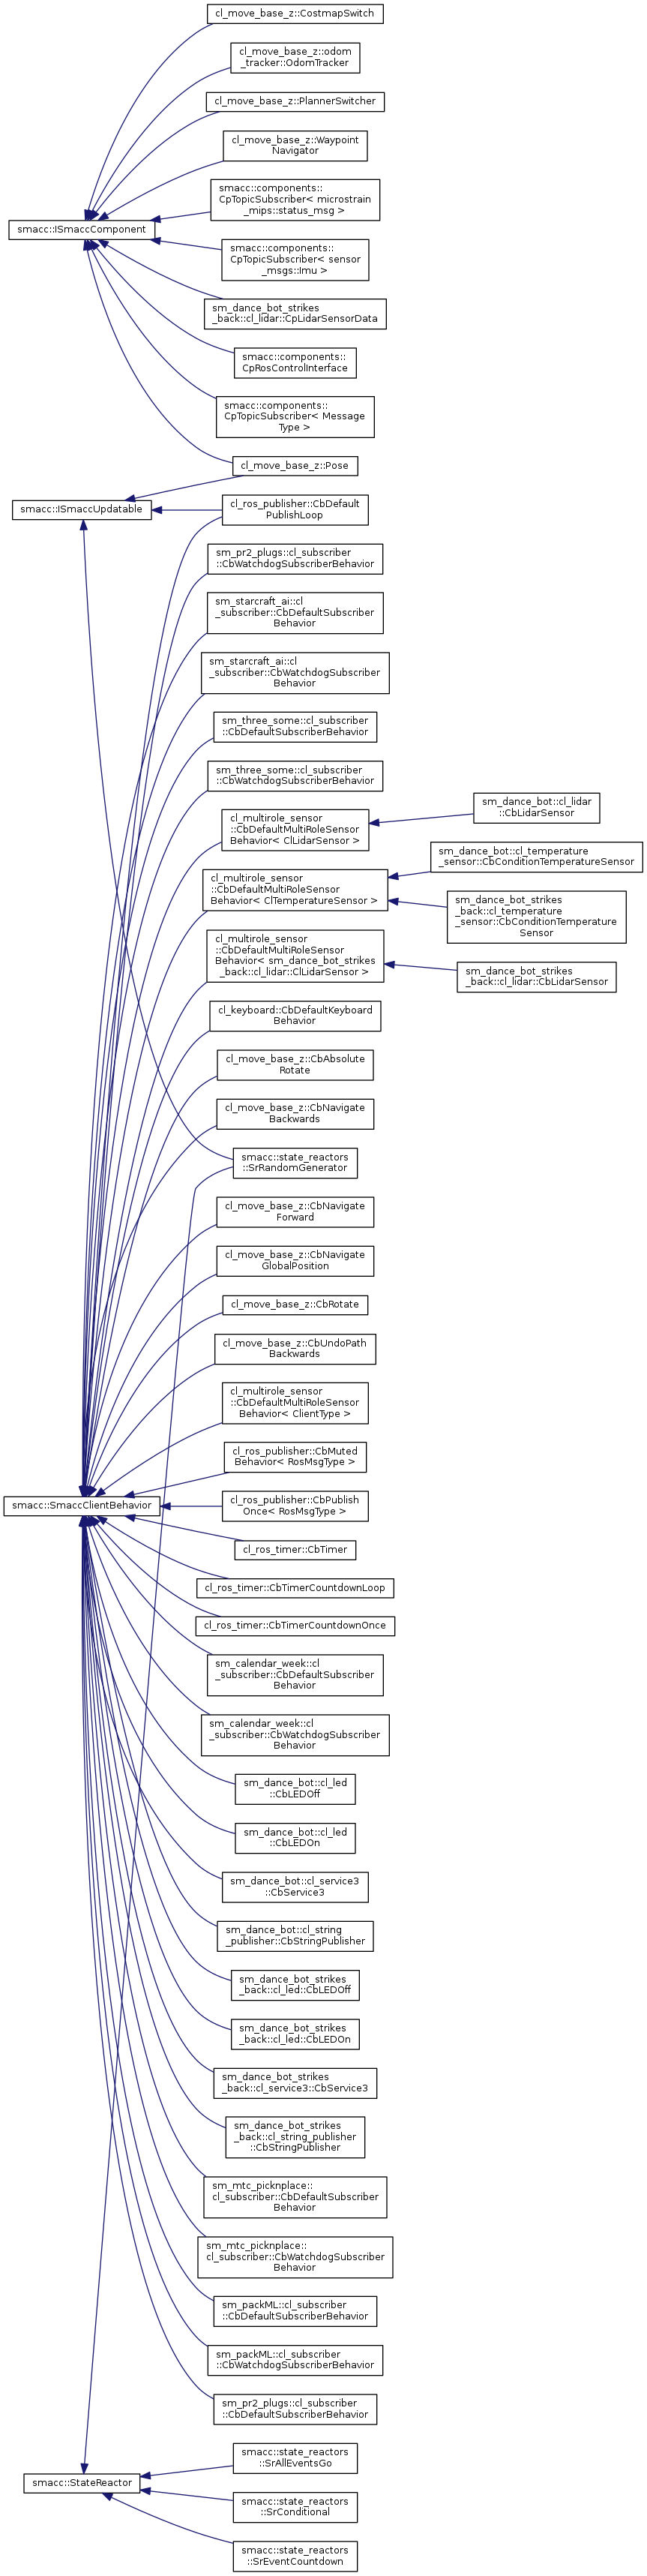 cl_move_base_z::CostmapSwitch
cl_move_base_z::odom
_tracker::OdomTracker
cl_move_base_z::PlannerSwitcher
cl_move_base_z::Waypoint
Navigator
smacc::components::
CpTopicSubscriber< microstrain
_mips::status_msg >
smacc::ISmaccComponent
smacc::components::
CpTopicSubscriber< sensor
_msgs::Imu >
sm_dance_bot_strikes
_back::cl_lidar::CpLidarSensorData
smacc::components::
CpRosControlInterface
smacc::components::
CpTopicSubscriber< Message
Type >
cl_move_base_z::Pose
smacc::ISmaccUpdatable
cl_ros_publisher::CbDefault
PublishLoop
sm_pr2_plugs::cl_subscriber
::CbWatchdogSubscriberBehavior
sm_starcraft_ai::cl
_subscriber::CbDefaultSubscriber
Behavior
sm_starcraft_ai::cl
_subscriber::CbWatchdogSubscriber
Behavior
sm_three_some::cl_subscriber
::CbDefaultSubscriberBehavior
sm_three_some::cl_subscriber
::CbWatchdogSubscriberBehavior
cl_multirole_sensor
::CbDefaultMultiRoleSensor
Behavior< ClLidarSensor >
sm_dance_bot::cl_lidar
::CbLidarSensor
cl_multirole_sensor
::CbDefaultMultiRoleSensor
Behavior< ClTemperatureSensor >
sm_dance_bot::cl_temperature
_sensor::CbConditionTemperatureSensor
sm_dance_bot_strikes
_back::cl_temperature
_sensor::CbConditionTemperature
Sensor
cl_multirole_sensor
::CbDefaultMultiRoleSensor
Behavior< sm_dance_bot_strikes
_back::cl_lidar::ClLidarSensor >
sm_dance_bot_strikes
_back::cl_lidar::CbLidarSensor
cl_keyboard::CbDefaultKeyboard
Behavior
cl_move_base_z::CbAbsolute
Rotate
cl_move_base_z::CbNavigate
Backwards
smacc::state_reactors
::SrRandomGenerator
cl_move_base_z::CbNavigate
Forward
cl_move_base_z::CbNavigate
GlobalPosition
cl_move_base_z::CbRotate
cl_move_base_z::CbUndoPath
Backwards
cl_multirole_sensor
::CbDefaultMultiRoleSensor
Behavior< ClientType >
cl_ros_publisher::CbMuted
Behavior< RosMsgType >
smacc::SmaccClientBehavior
cl_ros_publisher::CbPublish
Once< RosMsgType >
cl_ros_timer::CbTimer
cl_ros_timer::CbTimerCountdownLoop
cl_ros_timer::CbTimerCountdownOnce
sm_calendar_week::cl
_subscriber::CbDefaultSubscriber
Behavior
sm_calendar_week::cl
_subscriber::CbWatchdogSubscriber
Behavior
sm_dance_bot::cl_led
::CbLEDOff
sm_dance_bot::cl_led
::CbLEDOn
sm_dance_bot::cl_service3
::CbService3
sm_dance_bot::cl_string
_publisher::CbStringPublisher
sm_dance_bot_strikes
_back::cl_led::CbLEDOff
sm_dance_bot_strikes
_back::cl_led::CbLEDOn
sm_dance_bot_strikes
_back::cl_service3::CbService3
sm_dance_bot_strikes
_back::cl_string_publisher
::CbStringPublisher
sm_mtc_picknplace::
cl_subscriber::CbDefaultSubscriber
Behavior
sm_mtc_picknplace::
cl_subscriber::CbWatchdogSubscriber
Behavior
sm_packML::cl_subscriber
::CbDefaultSubscriberBehavior
sm_packML::cl_subscriber
::CbWatchdogSubscriberBehavior
sm_pr2_plugs::cl_subscriber
::CbDefaultSubscriberBehavior
smacc::state_reactors
::SrAllEventsGo
smacc::StateReactor
smacc::state_reactors
::SrConditional
smacc::state_reactors
::SrEventCountdown